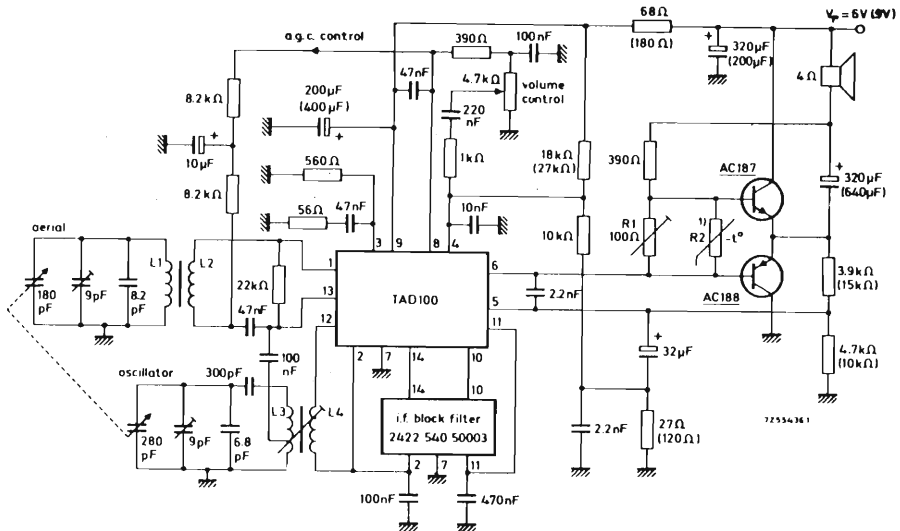 68Ω
(180Ω)
Vp = 6V (9V)
a.g.c. control
390Ω
100nF
320µF
(200µF)
4Ω
47nF
4.7kΩ
volume
control
8.2kΩ
200µF
(400µF)
220
nF
10µF
1kΩ
18kΩ
(27kΩ)
390Ω
AC187
320µF
(640µF)
560Ω
8.2kΩ
56Ω
47nF
10nF
10kΩ
R1
100Ω
1)
R2
-t°
aerial
3
9
8
4
L1
L2
1
6
180
pF
9pF
8.2
pF
22kΩ
13
TAD100
2.2nF
5
AC188
3.9kΩ
(15kΩ)
47nF
12
11
100
nF
2
7
14
10
32µF
4.7kΩ
(10kΩ)
oscillator
300pF
L3
L4
14
10
280
pF
9pF
6.8
pF
i.f. block filter
2422 540 50003
2.2nF
27Ω
(120Ω)
7Z55436.1
2
7
11
100nF
470nF